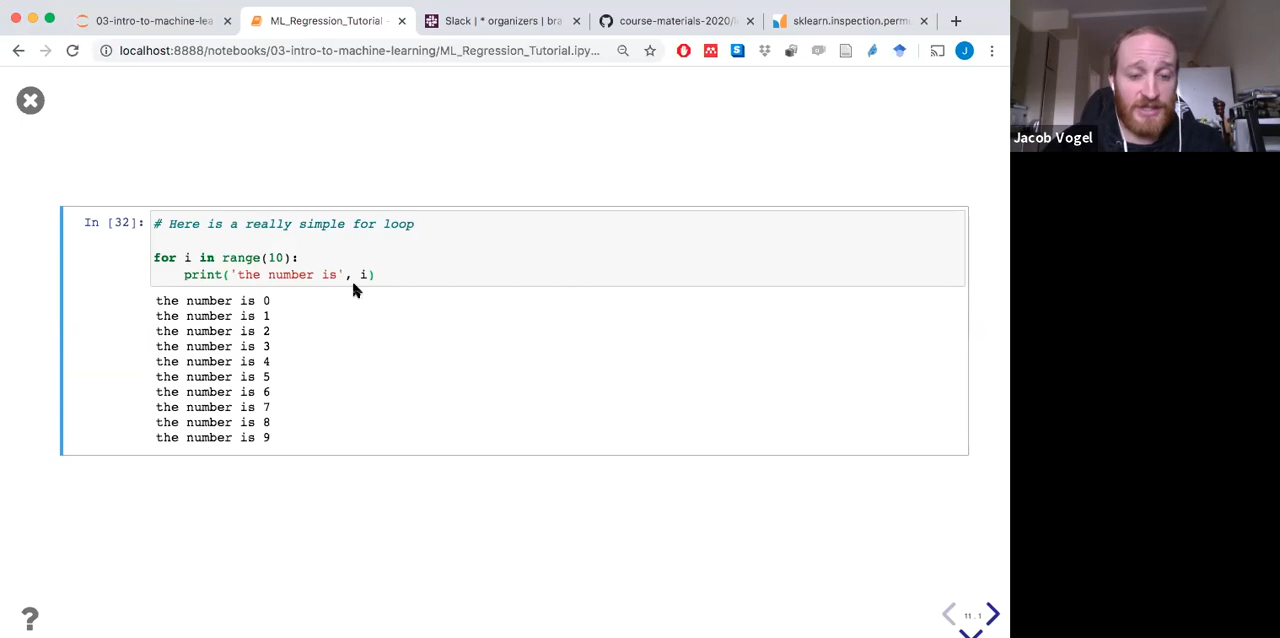 03-intro-to-machine-lea
ML_Regression_Tutorial -
Slack | * organizers | bra
course-materials-2020/
sklearn.inspection.perm
localhost:8888/notebooks/03-intro-to-machine-learning/ML_Regression_Tutorial.ipy...
S
J
Jacob Vogel
In [32]:
# Here is a really simple for loop
for i in range(10):
print('the number is', i)
the number is 0
the number is 1
the number is 2
the number is 3
the number is 4
the number is 5
the number is 6
the number is 7
the number is 8
the number is 9
?
11.1